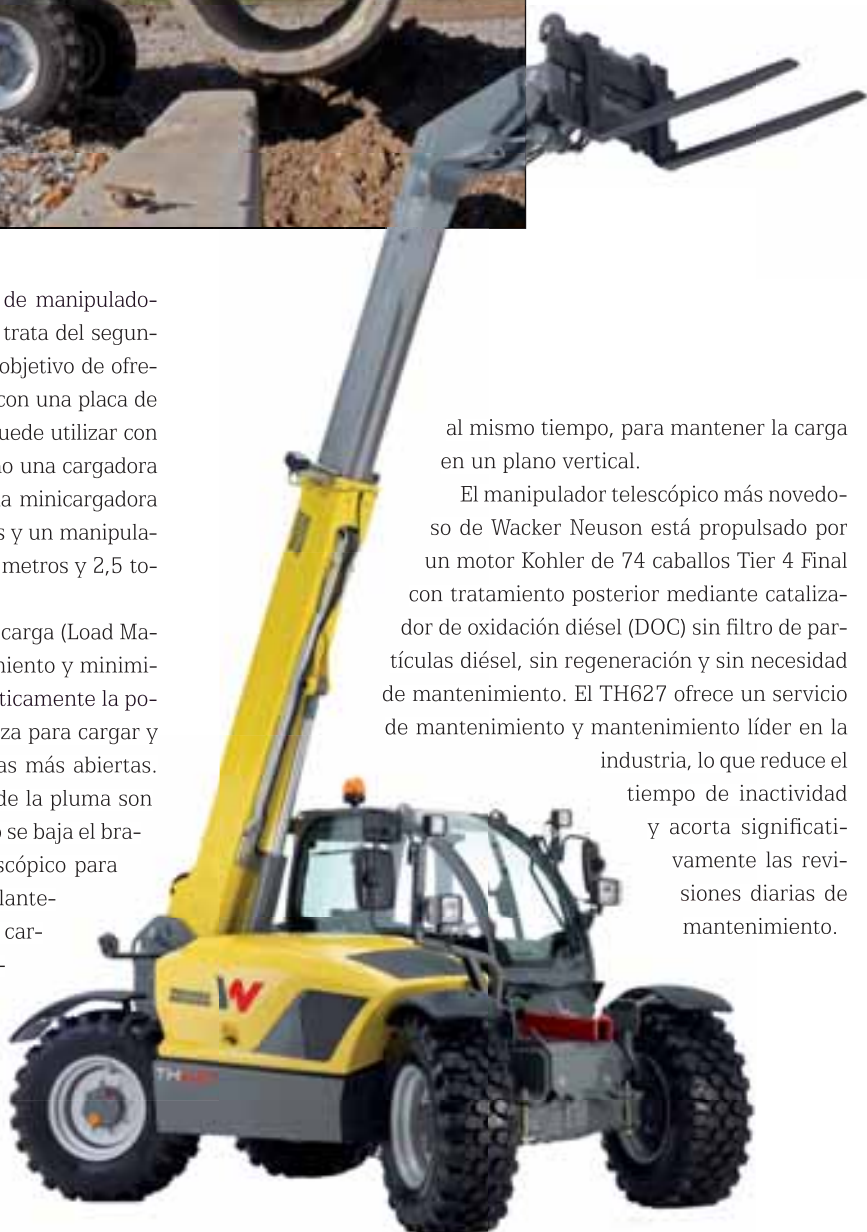 de manipulado-
trata del segun-
objetivo de ofre-
con una placa de
uede utilizar con
o una cargadora
a minicargadora
s y un manipula-
metros y 2,5 to-
carga (Load Ma-
miento y minimi-
ticamente la po-
za para cargar y
as más abiertas.
de la pluma son
o se baja el bra-
scópico para
lante-
car-
-
al mismo tiempo, para mantener la carga
en un plano vertical.
El manipulador telescópico más novedo-
so de Wacker Neuson está propulsado por
un motor Kohler de 74 caballos Tier 4 Final
con tratamiento posterior mediante cataliza-
dor de oxidación diésel (DOC) sin filtro de par-
tículas diésel, sin regeneración y sin necesidad
de mantenimiento. El TH627 ofrece un servicio
de mantenimiento y mantenimiento líder en la
industria, lo que reduce el
tiempo de inactividad
y acorta significati-
vamente las revi-
siones diarias de
mantenimiento.
TH627